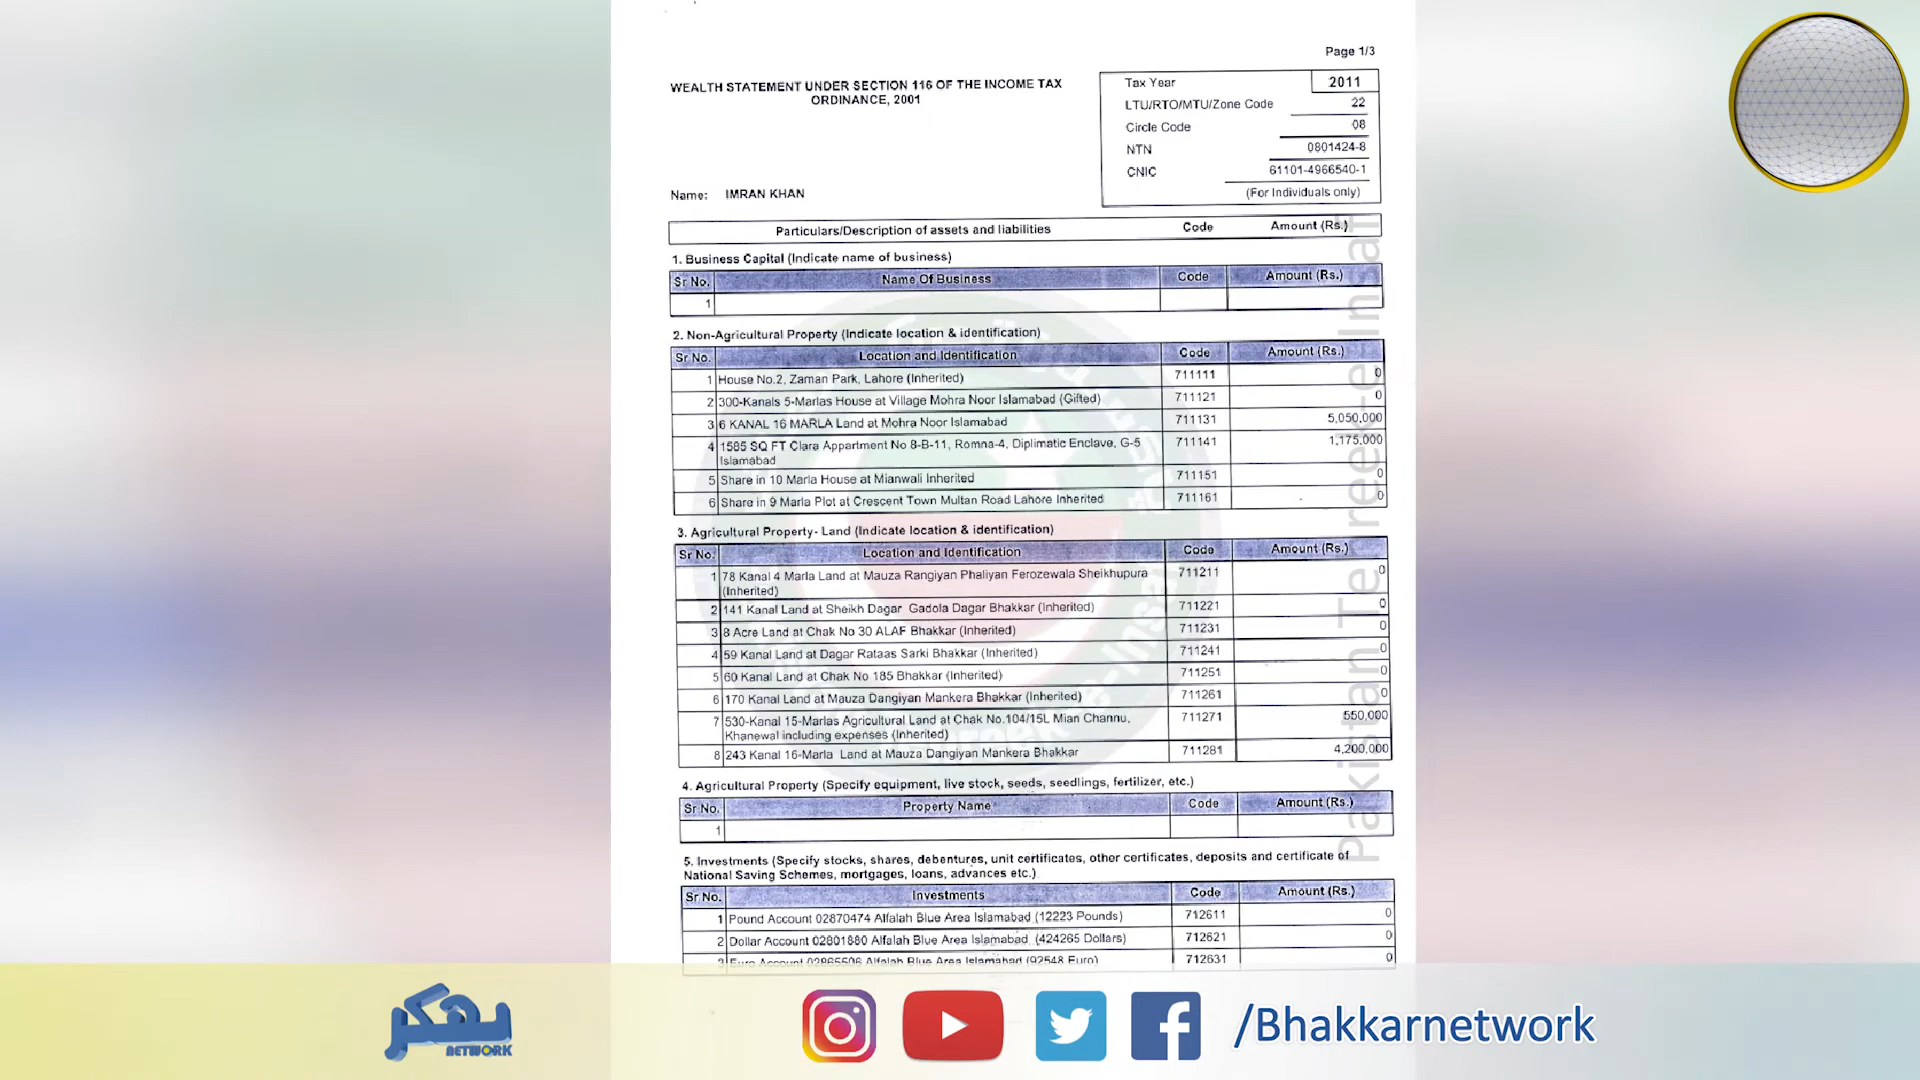 Page 1/3
WEALTH STATEMENT UNDER SECTION 116 OF THE INCOME TAX
ORDINANCE, 2001
Tax Year 2011
LTU/RTO/MTU/Zone Code 22
Circle Code 08
NTN 0801424-8
CNIC 61101-4966540-1
(For Individuals only)
Name: IMRAN KHAN
Particulars/Description of assets and liabilities Code Amount (Rs.)
1. Business Capital (Indicate name of business)
Sr No. Name Of Business Code Amount (Rs.)
1
2. Non-Agricultural Property (Indicate location & identification)
Sr No. Location and Identification Code Amount (Rs.)
1 House No.2, Zaman Park, Lahore (Inherited) 711111 0
2 300-Kanals 5-Marlas House at Village Mohra Noor Islamabad (Gifted) 711121 0
3 6 KANAL 16 MARLA Land at Mohra Noor Islamabad 711131 5,050,000
4 1585 SQ FT Clara Appartment No 8-B-11, Romna-4, Diplimatic Enclave, G-5 711141 1,175,000
Islamabad
5 Share in 10 Marla House at Mianwali Inherited 711151 0
6 Share in 9 Marla Plot at Crescent Town Multan Road Lahore Inherited 711161 0
3. Agricultural Property- Land (Indicate location & identification)
Sr No. Location and Identification Code Amount (Rs.)
1 78 Kanal 4 Marla Land at Mauza Rangiyan Phaliyan Ferozewala Sheikhupura 711211 0
(Inherited)
2 141 Kanal Land at Sheikh Dagar Gadola Dagar Bhakkar (Inherited) 711221 0
3 8 Acre Land at Chak No 30 ALAF Bhakkar (Inherited) 711231 0
4 59 Kanal Land at Dagar Rataas Sarki Bhakkar (Inherited) 711241 0
5 60 Kanal Land at Chak No 185 Bhakkar (Inherited) 711251 0
6 170 Kanal Land at Mauza Dangiyan Mankera Bhakkar (Inherited) 711261 0
7 530-Kanal 15-Marlas Agricultural Land at Chak No.104/15L Mian Channu, 711271 550,000
Khanewal including expenses (Inherited)
8 243 Kanal 16-Marla Land at Mauza Dangiyan Mankera Bhakkar 711281 4,200,000
4. Agricultural Property (Specify equipment, live stock, seeds, seedlings, fertilizer, etc.)
Sr No. Property Name Code Amount (Rs.)
1
5. Investments (Specify stocks, shares, debentures, unit certificates, other certificates, deposits and certificate of
National Saving Schemes, mortgages, loans, advances etc.)
Sr No. Investments Code Amount (Rs.)
1 Pound Account 02870474 Alfalah Blue Area Islamabad (12223 Pounds) 712611 0
2 Dollar Account 02801880 Alfalah Blue Area Islamabad (424265 Dollars) 712621 0
3 Euro Account 02865506 Alfalah Blue Area Islamabad (92548 Euro) 712631 0
بھکر
NETWORK
/Bhakkarnetwork